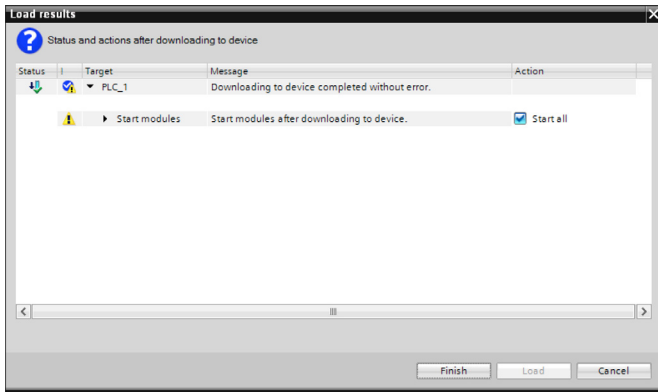 Load results
Status and actions after downloading to device
Status ! Target Message Action
PLC_1 Downloading to device completed without error.
Start modules Start modules after downloading to device. Start all
Finish Load Cancel